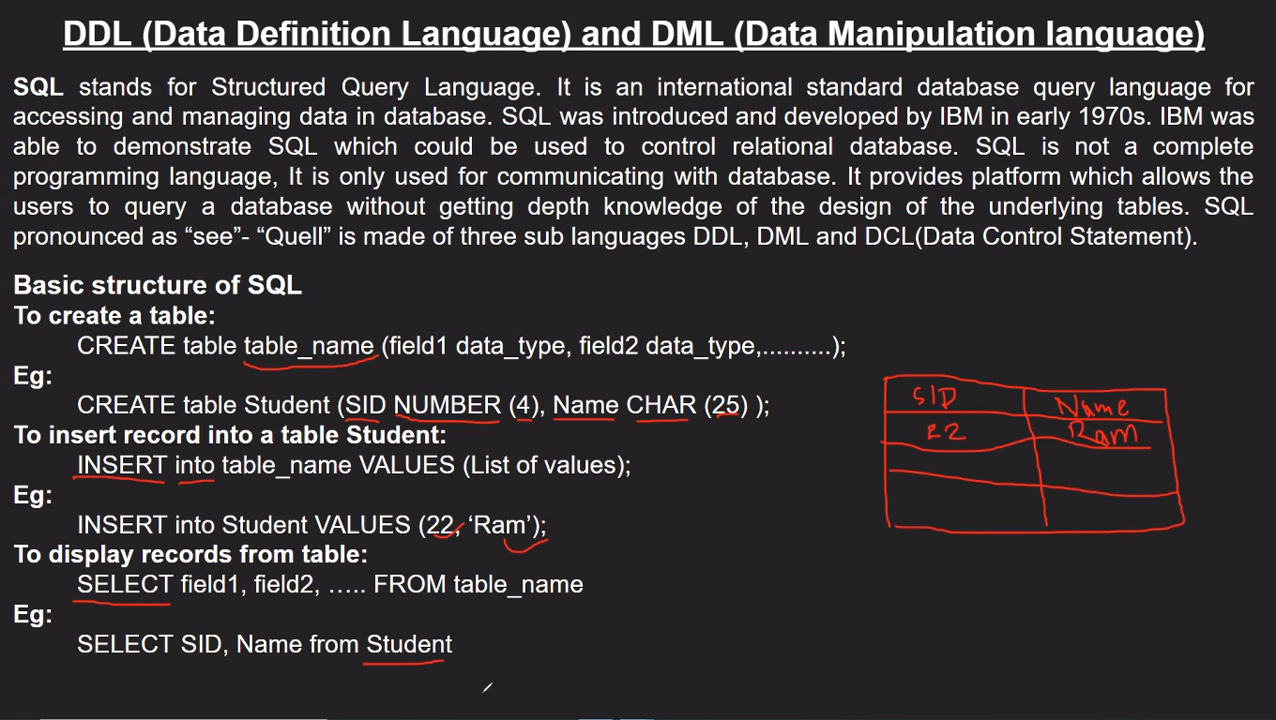 DDL (Data Definition Language) and DML (Data Manipulation language)
SQL stands for Structured Query Language. It is an international standard database query language for
accessing and managing data in database. SQL was introduced and developed by IBM in early 1970s. IBM was
able to demonstrate SQL which could be used to control relational database. SQL is not a complete
programming language, It is only used for communicating with database. It provides platform which allows the
users to query a database without getting depth knowledge of the design of the underlying tables. SQL
pronounced as “see”- “Quell” is made of three sub languages DDL, DML and DCL(Data Control Statement).
Basic structure of SQL
To create a table:
CREATE table table_name (field1 data_type, field2 data_type,..........);
Eg:
CREATE table Student (SID NUMBER (4), Name CHAR (25) );
To insert record into a table Student:
INSERT into table_name VALUES (List of values);
Eg:
INSERT into Student VALUES (22, ‘Ram’);
To display records from table:
SELECT field1, field2, ….. FROM table_name
Eg:
SELECT SID, Name from Student
SID Name
22 Ram